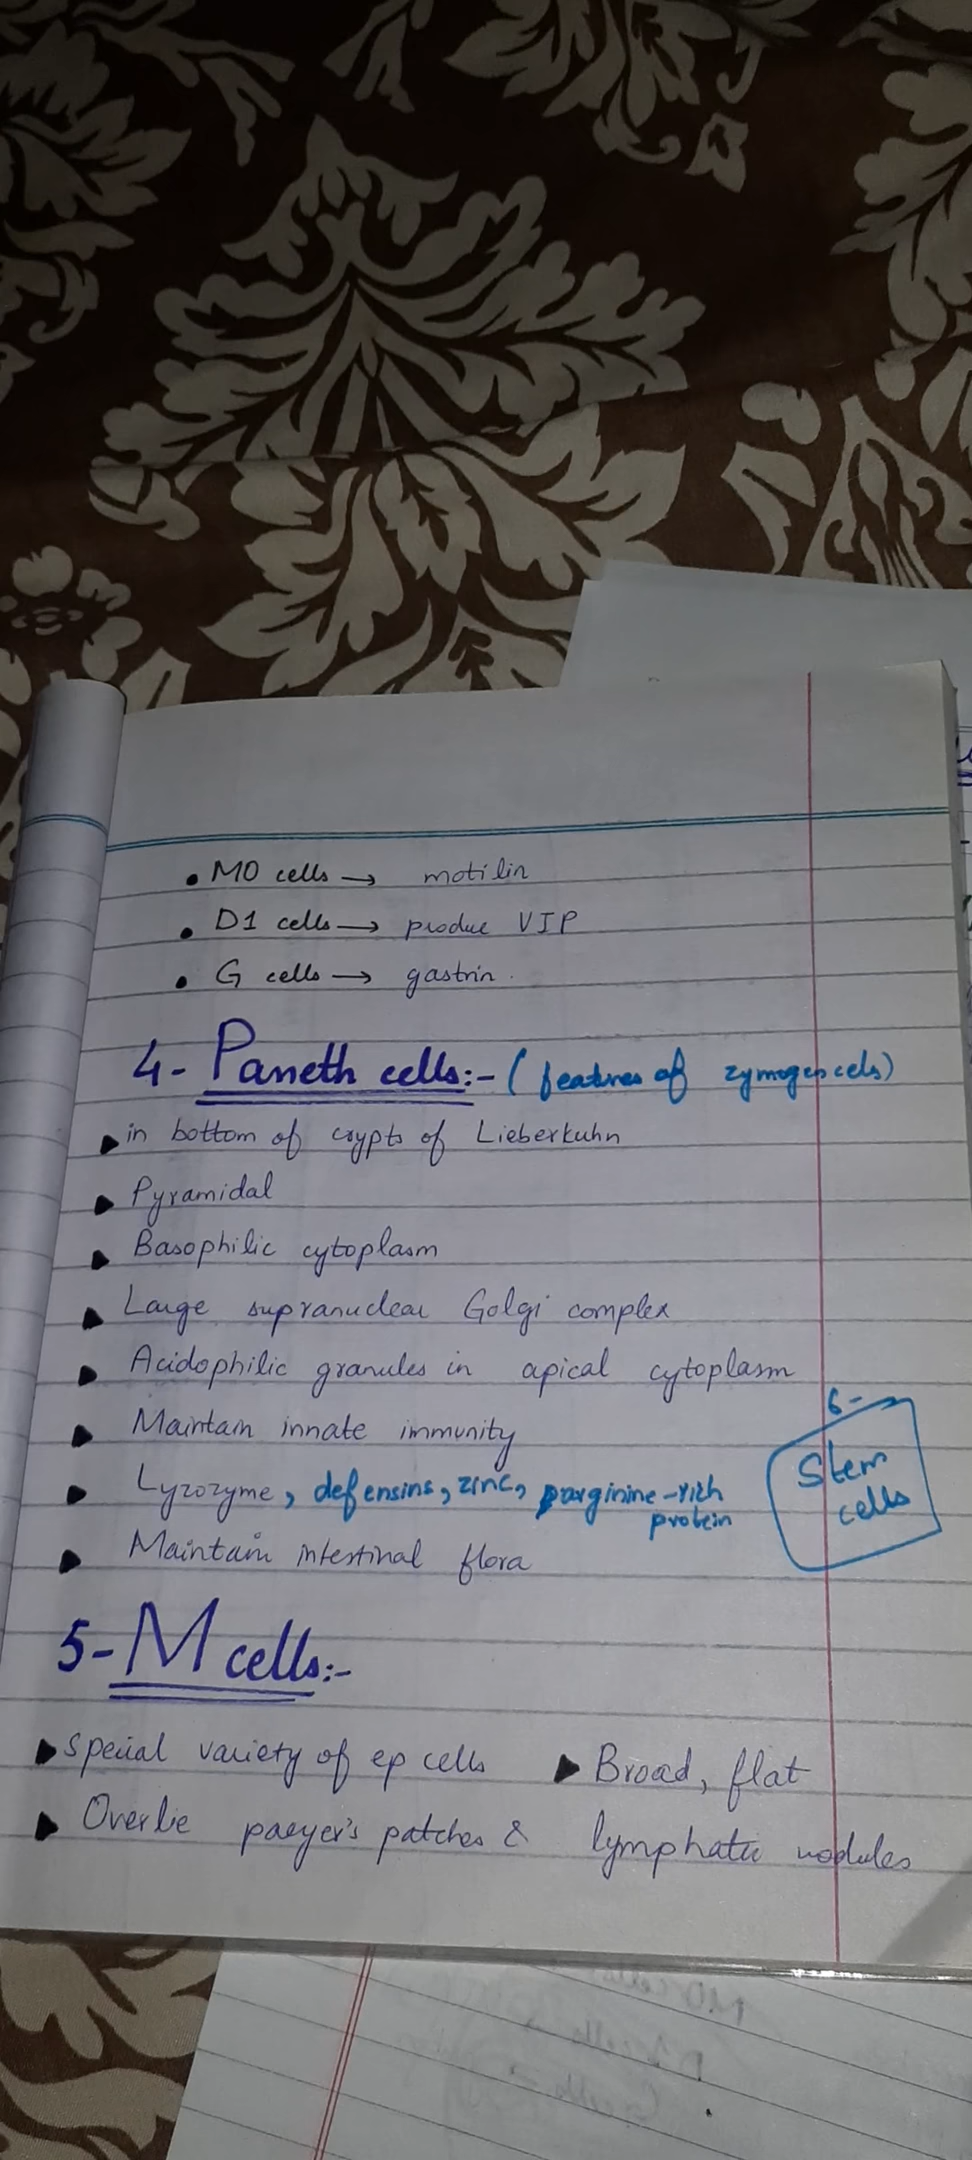 • MO cells → motilin
• D1 cells → produe VIP
• G cells → gastrin.
4- Paneth cells:- ( features of zymogen cels)
▶ in bottom of crypts of Lieberkuhn
▶ Pyramidal
▶ Basophilic cytoplasm
▶ Large supranuclear Golgi complex
▶ Acidophilic granules in apical cytoplasm
▶ Maintain innate immunity
6-
Stem
cells
▶ Lyzozyme, defensins, zinc, arginine-rich
protein
▶ Maintain intestinal flora
5- M cells:-
▶ special variety of ep cells ▶ Broad, flat
▶ Overlie paeyer's patches & lymphatic nodules